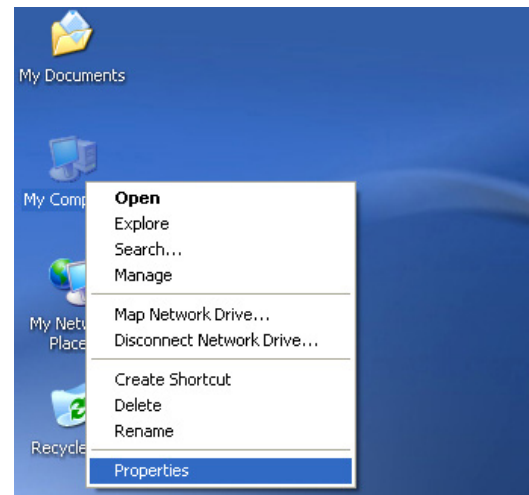 My Documents
My Comp
Open
Explore
Search...
Manage
Map Network Drive...
Disconnect Network Drive...
My Netw
Place
Create Shortcut
Delete
Rename
Recycle
Properties